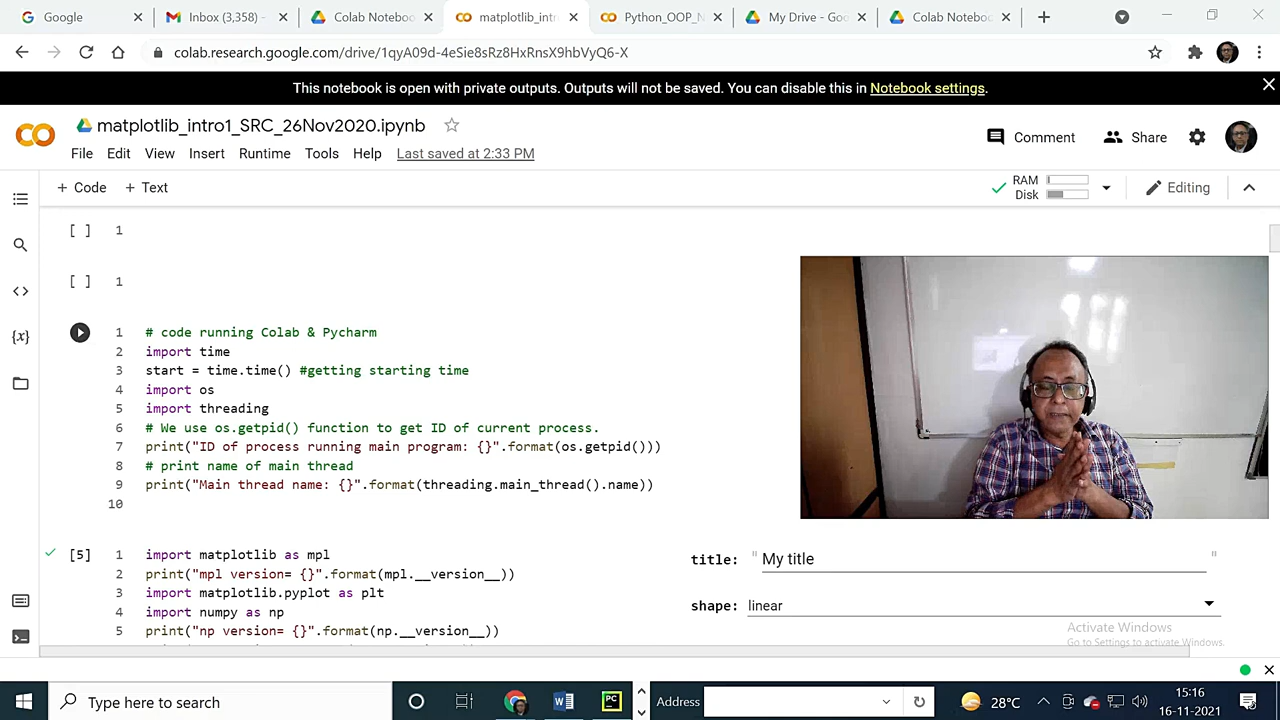 Google
Inbox (3,358) -
Colab Notebo
matplotlib_intr
Python_OOP_N
My Drive - Goo
Colab Noteboo
colab.research.google.com/drive/1qyA09d-4eSie8sRz8HxRnsX9hbVyQ6-X
This notebook is open with private outputs. Outputs will not be saved. You can disable this in Notebook settings.
matplotlib_intro1_SRC_26Nov2020.ipynb
Comment
Share
File Edit View Insert Runtime Tools Help Last saved at 2:33 PM
+ Code + Text
RAM
Disk
Editing
[ ] 1
[ ] 1
1 # code running Colab & Pycharm
2 import time
3 start = time.time() #getting starting time
4 import os
5 import threading
6 # We use os.getpid() function to get ID of current process.
7 print("ID of process running main program: {}".format(os.getpid()))
8 # print name of main thread
9 print("Main thread name: {}".format(threading.main_thread().name))
10
[5] 1 import matplotlib as mpl
2 print("mpl version= {}".format(mpl.__version__))
3 import matplotlib.pyplot as plt
4 import numpy as np
5 print("np version= {}".format(np.__version__))
title: " My title "
shape: linear
Activate Windows
Go to Settings to activate Windows.
Type here to search
Address
28°C
15:16
16-11-2021